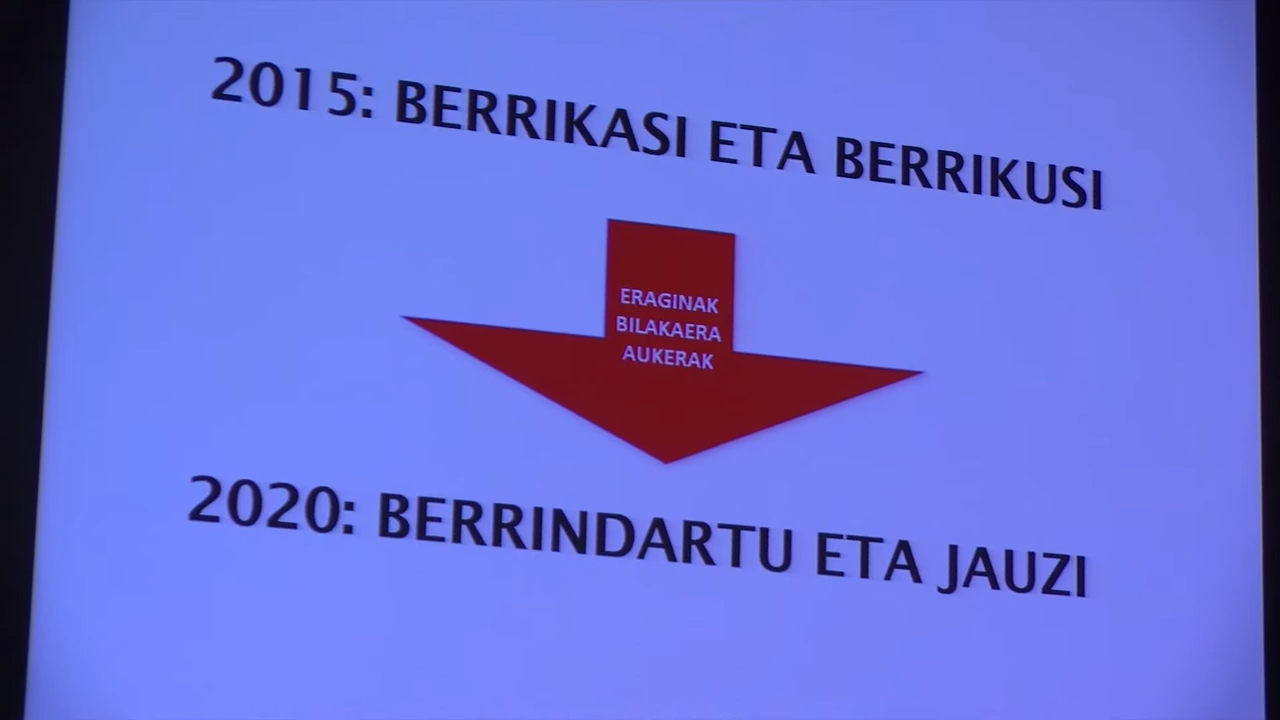 2015: BERRIKASI ETA BERRIKUSI
ERAGINAK
BILAKAERA
AUKERAK
2020: BERRINDARTU ETA JAUZI